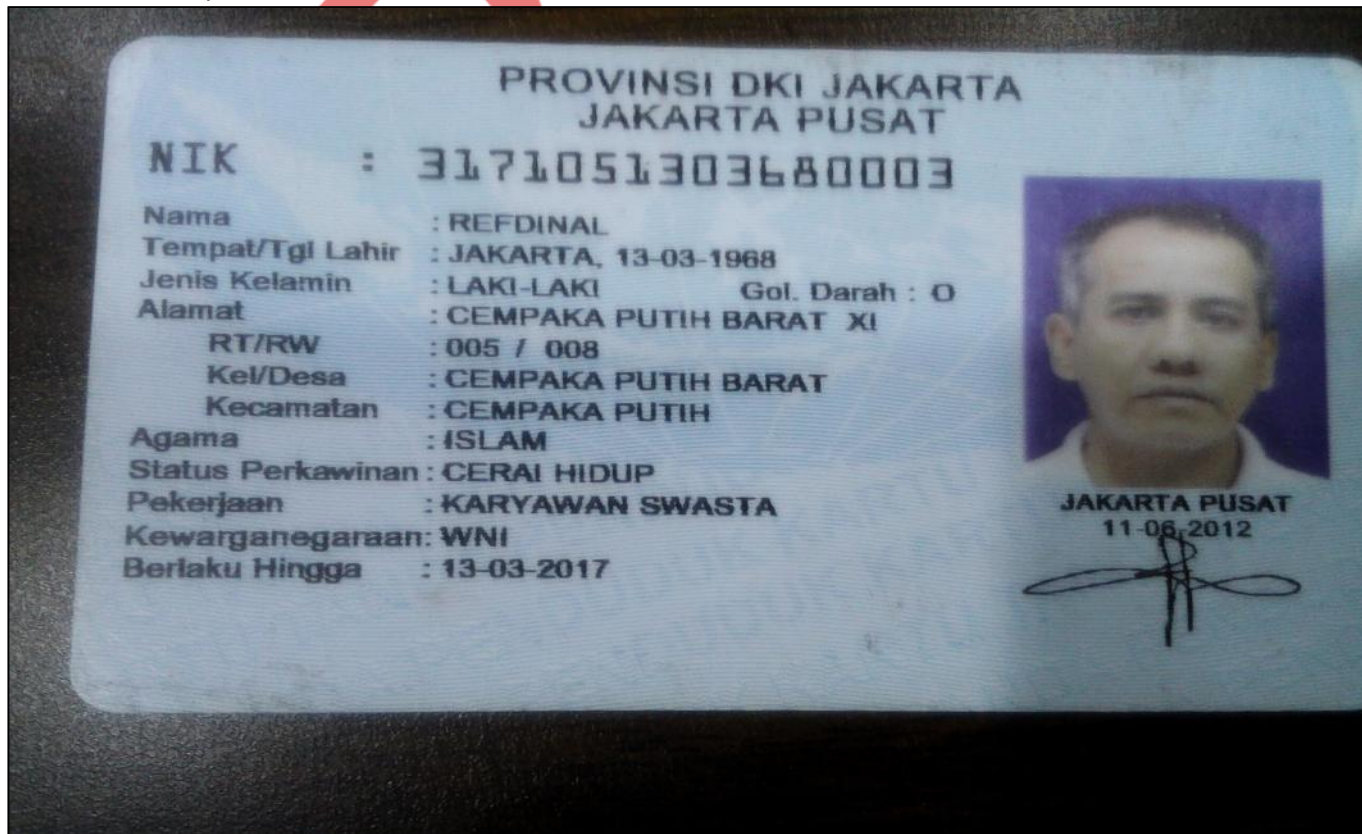 PROVINSI DKI JAKARTA
JAKARTA PUSAT
NIK : 3171051303680003
Nama : REFDINAL
Tempat/Tgl Lahir : JAKARTA, 13-03-1968
Jenis Kelamin : LAKI-LAKI Gol. Darah : O
Alamat : CEMPAKA PUTIH BARAT XI
RT/RW : 005 / 008
Kel/Desa : CEMPAKA PUTIH BARAT
Kecamatan : CEMPAKA PUTIH
Agama : ISLAM
Status Perkawinan : CERAI HIDUP
Pekerjaan : KARYAWAN SWASTA
Kewarganegaraan: WNI
Berlaku Hingga : 13-03-2017
JAKARTA PUSAT
11-06-2012